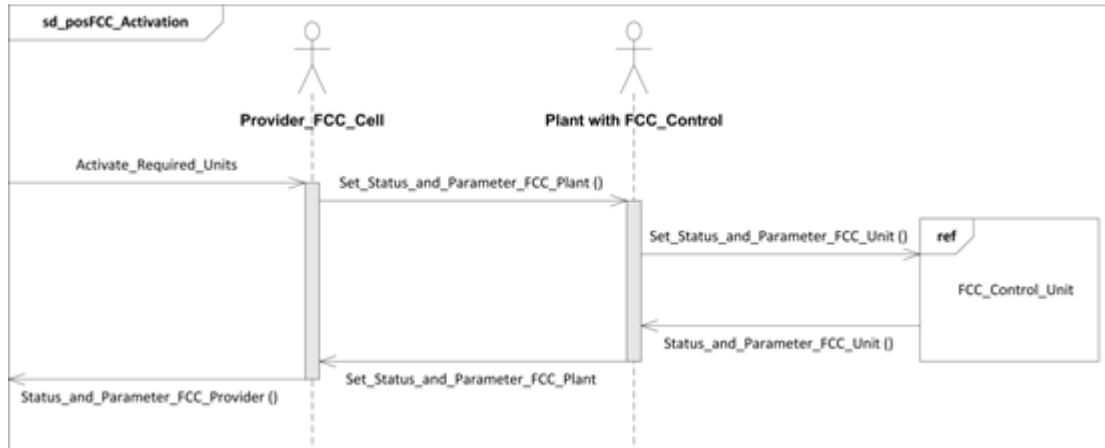 sd_posFCC_Activation
Provider_FCC_Cell
Plant with FCC_Control
Activate_Required_Units
Set_Status_and_Parameter_FCC_Plant ()
Set_Status_and_Parameter_FCC_Unit ()
ref
FCC_Control_Unit
Status_and_Parameter_FCC_Unit ()
Set_Status_and_Parameter_FCC_Plant
Status_and_Parameter_FCC_Provider ()